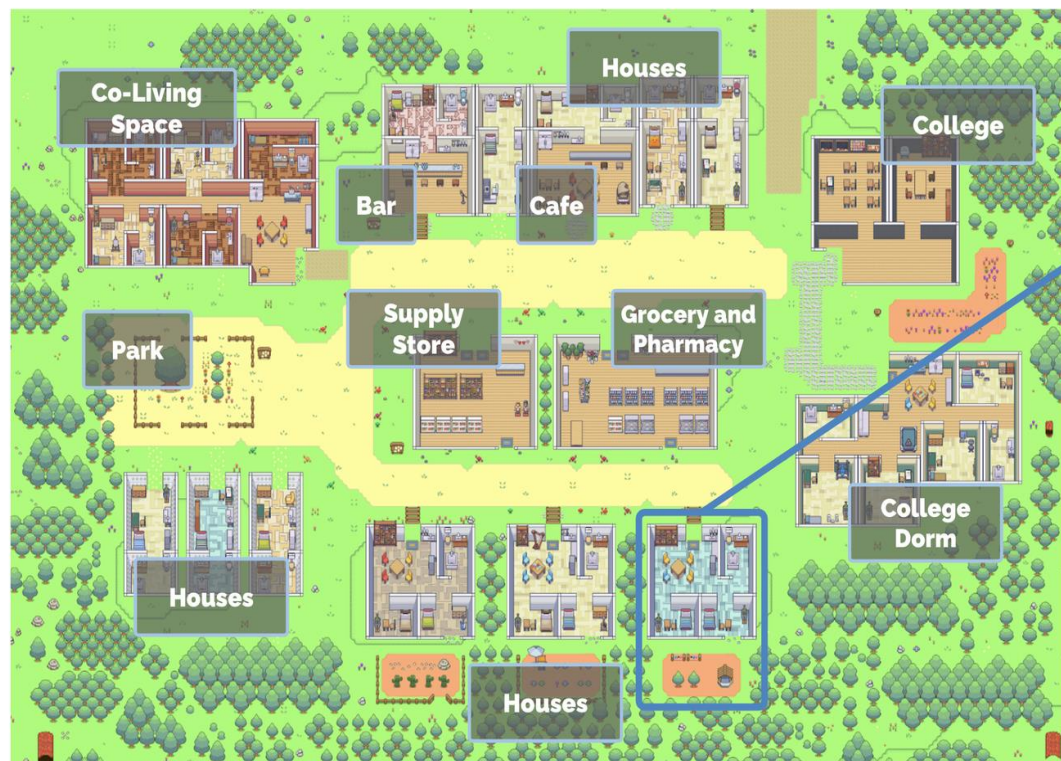 Houses
Co-Living
Space
College
Bar
Cafe
Supply
Store
Grocery and
Pharmacy
Park
College
Dorm
Houses
Houses